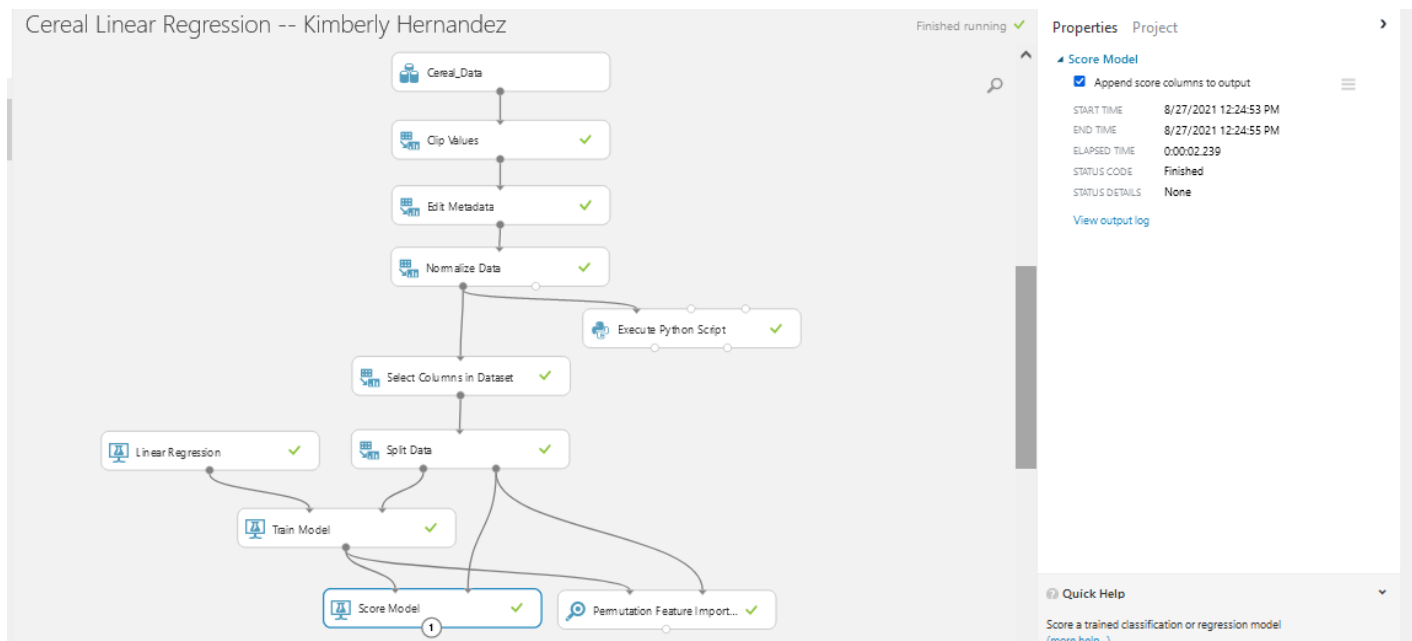 Cereal Linear Regression -- Kimberly Hernandez
Finished running
Cereal_Data
Clip Values
Edit Metadata
Normalize Data
Execute Python Script
Select Columns in Dataset
Linear Regression
Split Data
Train Model
Score Model
1
Permutation Feature Import...
Properties Project
Score Model
Append score columns to output
START TIME 8/27/2021 12:24:53 PM
END TIME 8/27/2021 12:24:55 PM
ELAPSED TIME 0:00:02.239
STATUS CODE Finished
STATUS DETAILS None
View output log
Quick Help
Score a trained classification or regression model
(more help...)